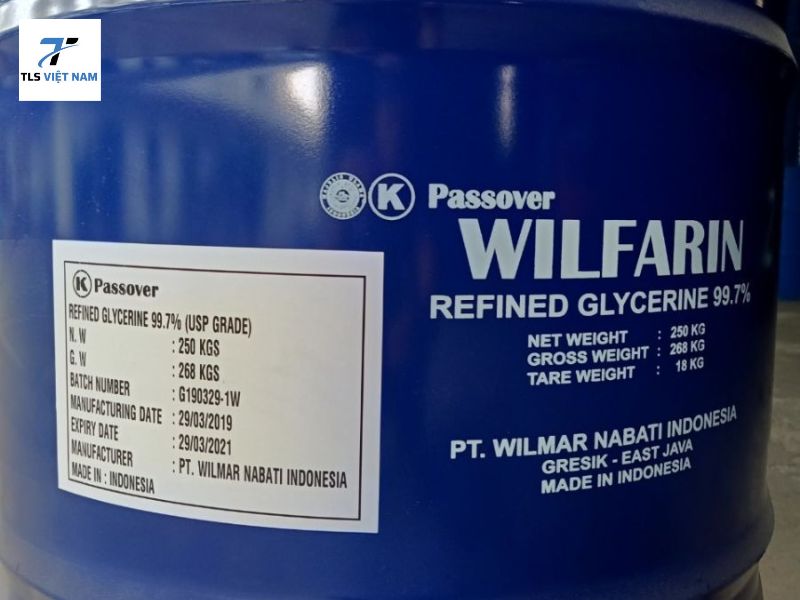 TLS VIỆT NAM
K Passover
WILFARIN
REFINED GLYCERINE 99.7%
NET WEIGHT : 250 KG
GROSS WEIGHT : 268 KG
TARE WEIGHT : 18 KG
PT. WILMAR NABATI INDONESIA
GRESIK - EAST JAVA
MADE IN INDONESIA
K Passover
REFINED GLYCERINE 99.7% (USP GRADE)
N. W : 250 KGS
G. W : 268 KGS
BATCH NUMBER : G190329-1W
MANUFACTURING DATE : 29/03/2019
EXPIRY DATE : 29/03/2021
MANUFACTURER : PT. WILMAR NABATI INDONESIA
MADE IN : INDONESIA